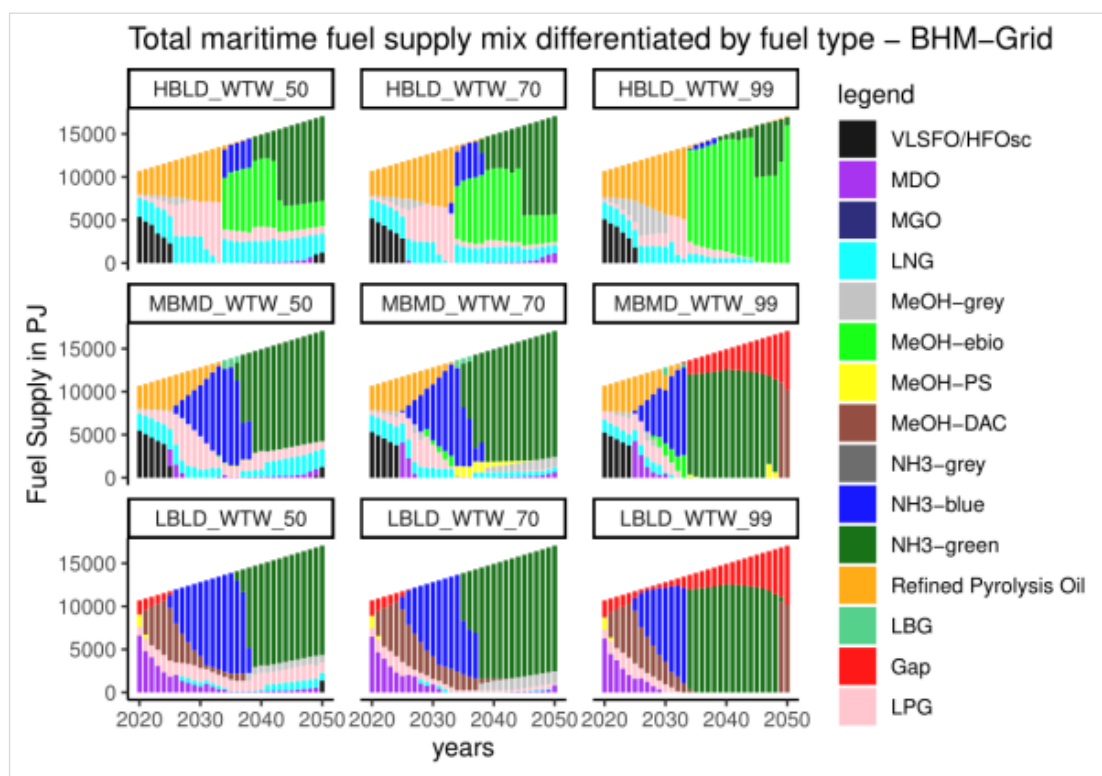 Total maritime fuel supply mix differentiated by fuel type – BHM–Grid
HBLD_WTW_50
HBLD_WTW_70
HBLD_WTW_99
15000
10000
5000
0
MBMD_WTW_50
MBMD_WTW_70
MBMD_WTW_99
15000
10000
5000
0
LBLD_WTW_50
LBLD_WTW_70
LBLD_WTW_99
15000
10000
5000
0
2020 2030 2040 2050
2020 2030 2040 2050
2020 2030 2040 2050
years
Fuel Supply in PJ
legend
VLSFO/HFOsc
MDO
MGO
LNG
MeOH–grey
MeOH–ebio
MeOH–PS
MeOH–DAC
NH3–grey
NH3–blue
NH3–green
Refined Pyrolysis Oil
LBG
Gap
LPG